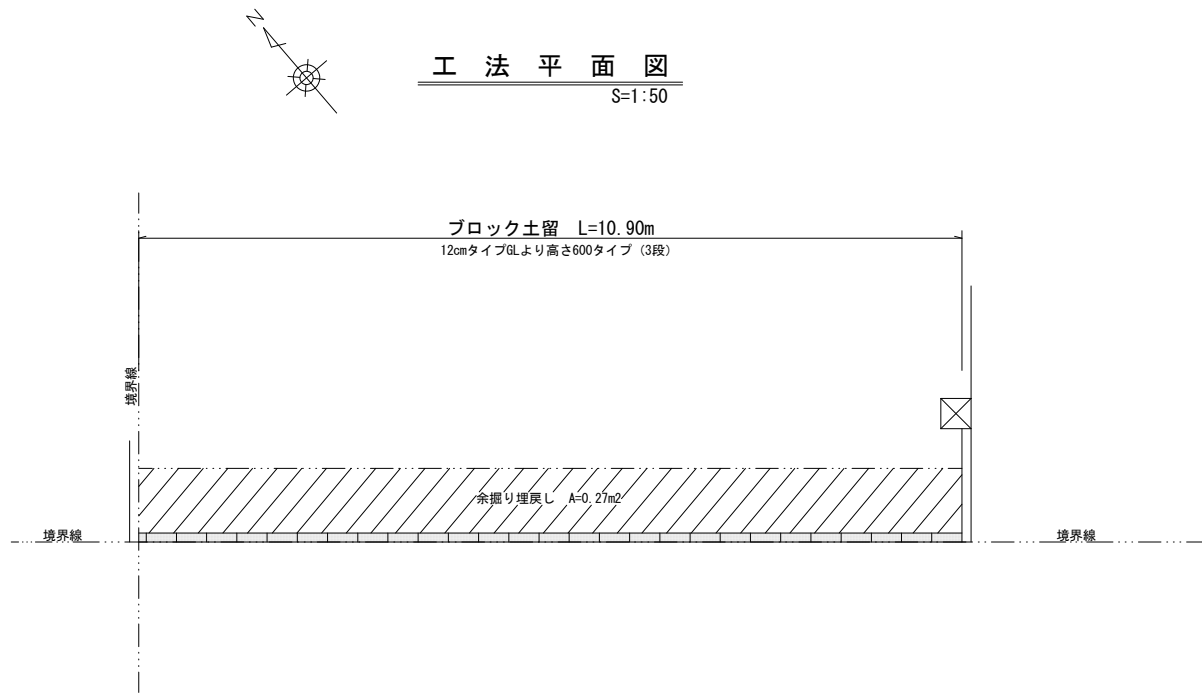 N
工法平面図
S=1:50
ブロック土留 L=10.90m
12cmタイプGLより高さ600タイプ（3段）
境界線
余掘り埋戻し A=0.27m2
境界線
境界線